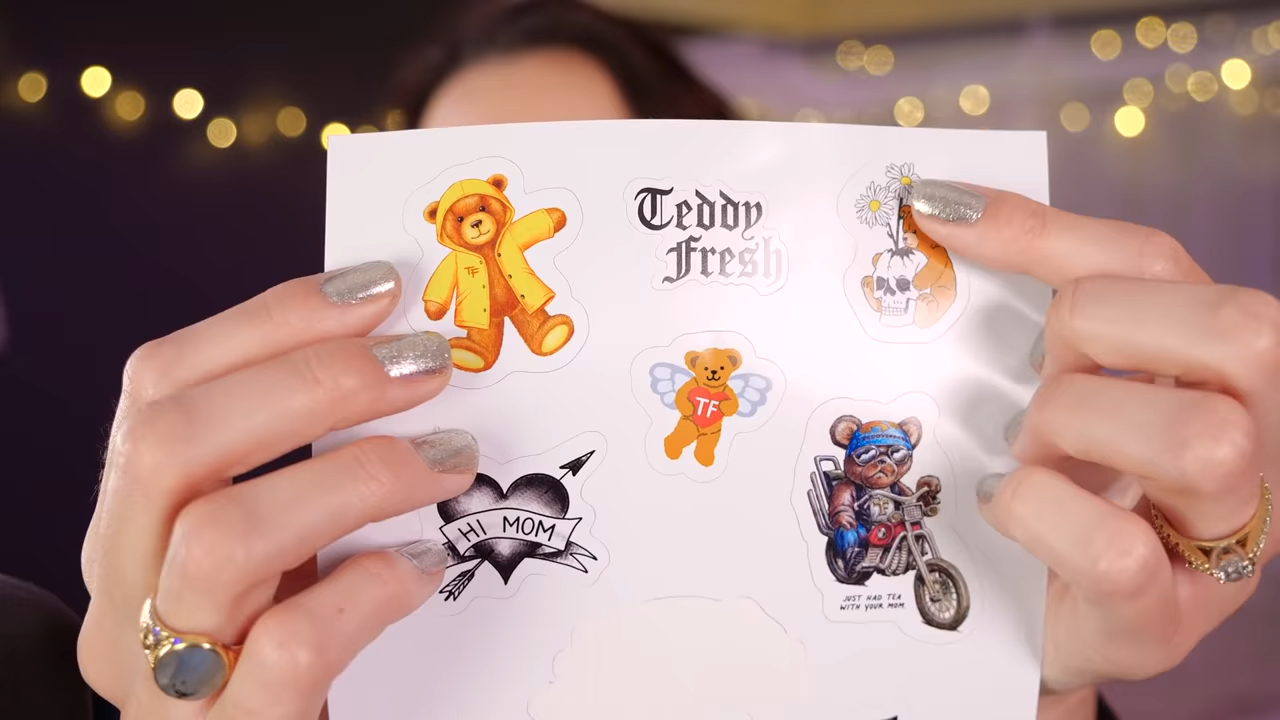 TF
Teddy
Fresh
TF
HI MOM
JUST HAD TEA
WITH YOUR MOM